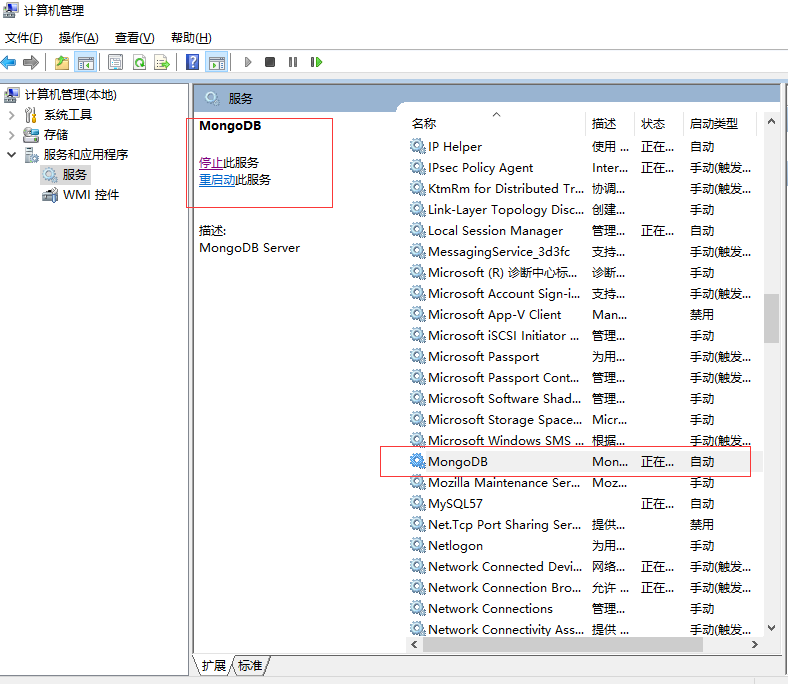 计算机管理
文件(F) 操作(A) 查看(V) 帮助(H)
计算机管理(本地)
系统工具
存储
服务和应用程序
服务
WMI 控件
服务
MongoDB
停止此服务
重启动此服务
描述:
MongoDB Server
名称 描述 状态 启动类型
IP Helper 使用 ... 正在... 自动
IPsec Policy Agent Inter... 正在... 手动(触发...
KtmRm for Distributed Tr... 协调... 手动(触发...
Link-Layer Topology Disc... 创建... 手动
Local Session Manager 管理... 正在... 自动
MessagingService_3d3fc 支持... 手动(触发...
Microsoft (R) 诊断中心标... 诊断... 手动
Microsoft Account Sign-i... 支持... 手动(触发...
Microsoft App-V Client Man... 禁用
Microsoft iSCSI Initiator ... 管理... 手动
Microsoft Passport 为用... 手动(触发...
Microsoft Passport Cont... 管理... 手动(触发...
Microsoft Software Shad... 管理... 手动
Microsoft Storage Space... Micr... 手动
Microsoft Windows SMS ... 根据... 手动(触发...
MongoDB Mon... 正在... 自动
Mozilla Maintenance Ser... Moz... 手动
MySQL57 正在... 自动
Net.Tcp Port Sharing Ser... 提供... 禁用
Netlogon 为用... 手动
Network Connected Devi... 网络... 正在... 手动(触发...
Network Connection Bro... 允许 ... 正在... 手动(触发...
Network Connections 管理... 手动
Network Connectivity Ass... 提供 ... 手动(触发...
扩展 标准